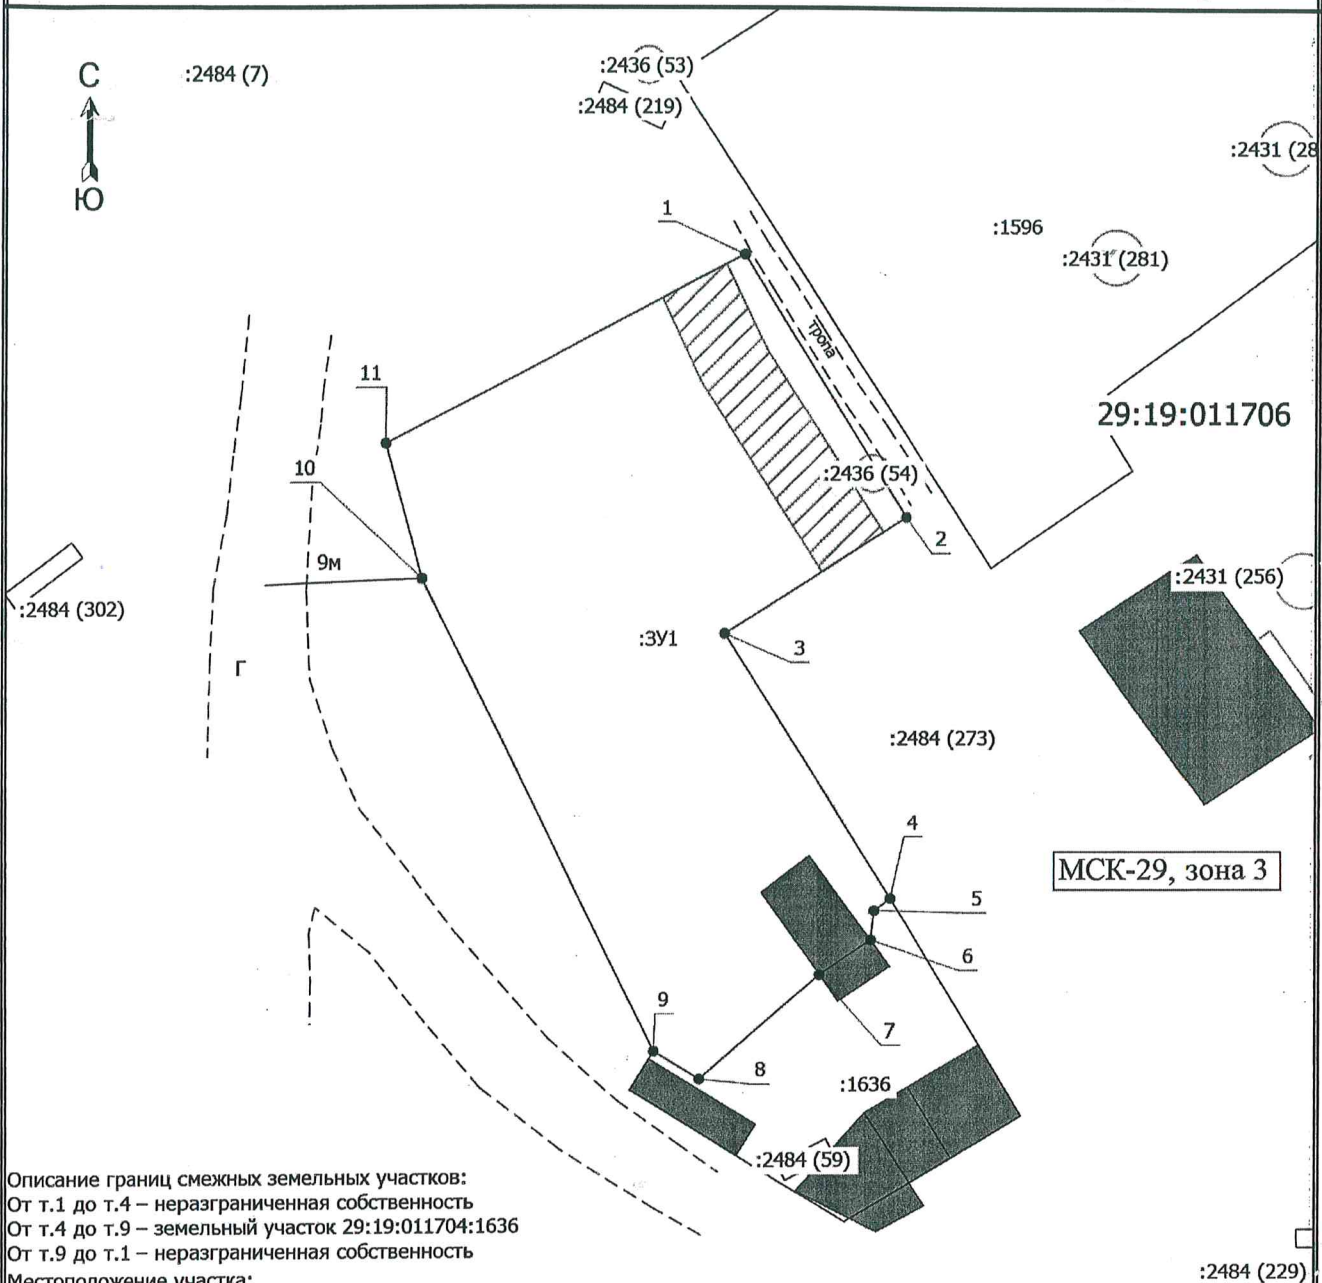 С
Ю
:2484 (7)
:2436 (53)
:2484 (219)
:2431 (28
:1596
:2431 (281)
1
тропа
11
29:19:011706
10
:2436 (54)
2
9м
:2431 (256)
:2484 (302)
:ЗУ1
3
Г
:2484 (273)
4
МСК-29, зона 3
5
6
9
7
8
:1636
:2484 (59)
Описание границ смежных земельных участков:
От т.1 до т.4 – неразграниченная собственность
От т.4 до т.9 – земельный участок 29:19:011704:1636
От т.9 до т.1 – неразграниченная собственность
Местоположение участка:
:2484 (229)